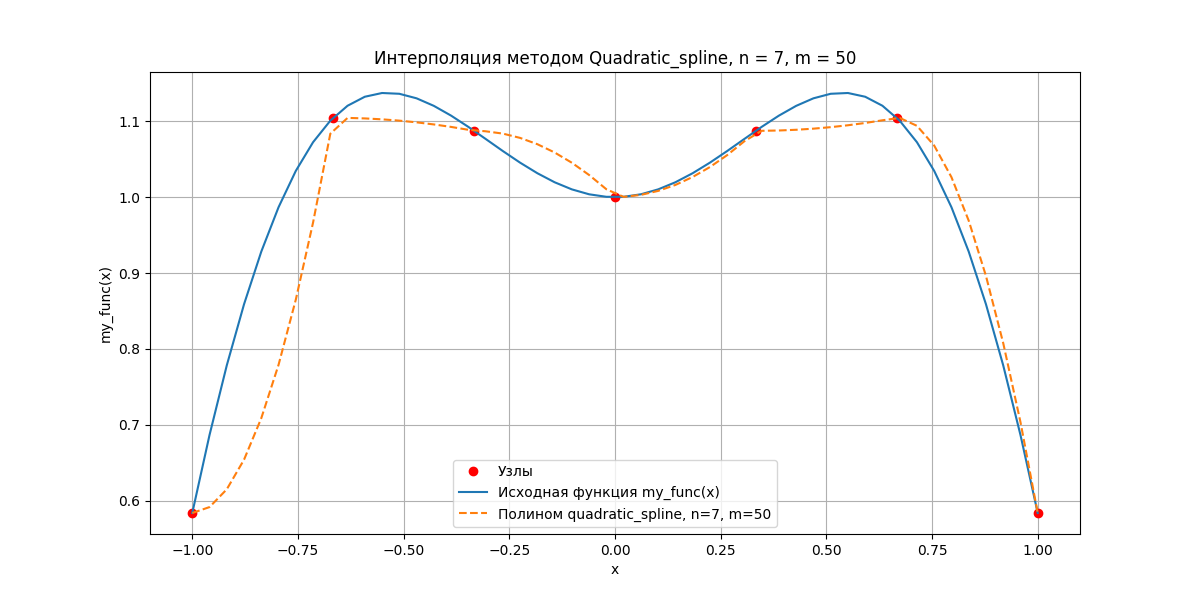 Интерполяция методом Quadratic_spline, n = 7, m = 50
my_func(x)
1.1
1.0
0.9
0.8
0.7
0.6
Узлы
Исходная функция my_func(x)
Полином quadratic_spline, n=7, m=50
−1.00 −0.75 −0.50 −0.25 0.00 0.25 0.50 0.75 1.00
x